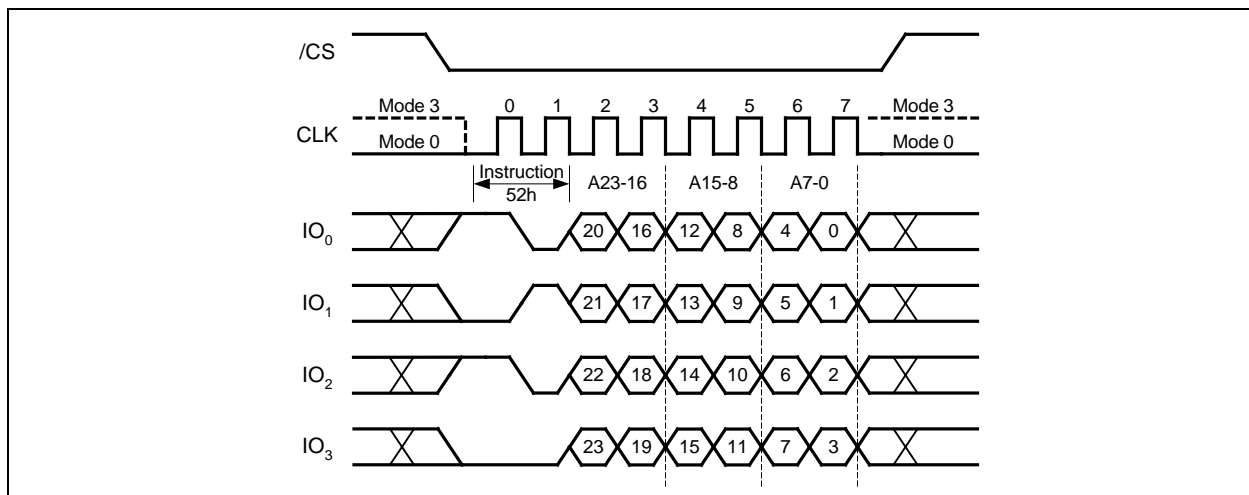 /CS
Mode 3 0 1 2 3 4 5 6 7 Mode 3
CLK Mode 0 Mode 0
Instruction
52h A23-16 A15-8 A7-0
IO0 20 16 12 8 4 0
IO1 21 17 13 9 5 1
IO2 22 18 14 10 6 2
IO3 23 19 15 11 7 3